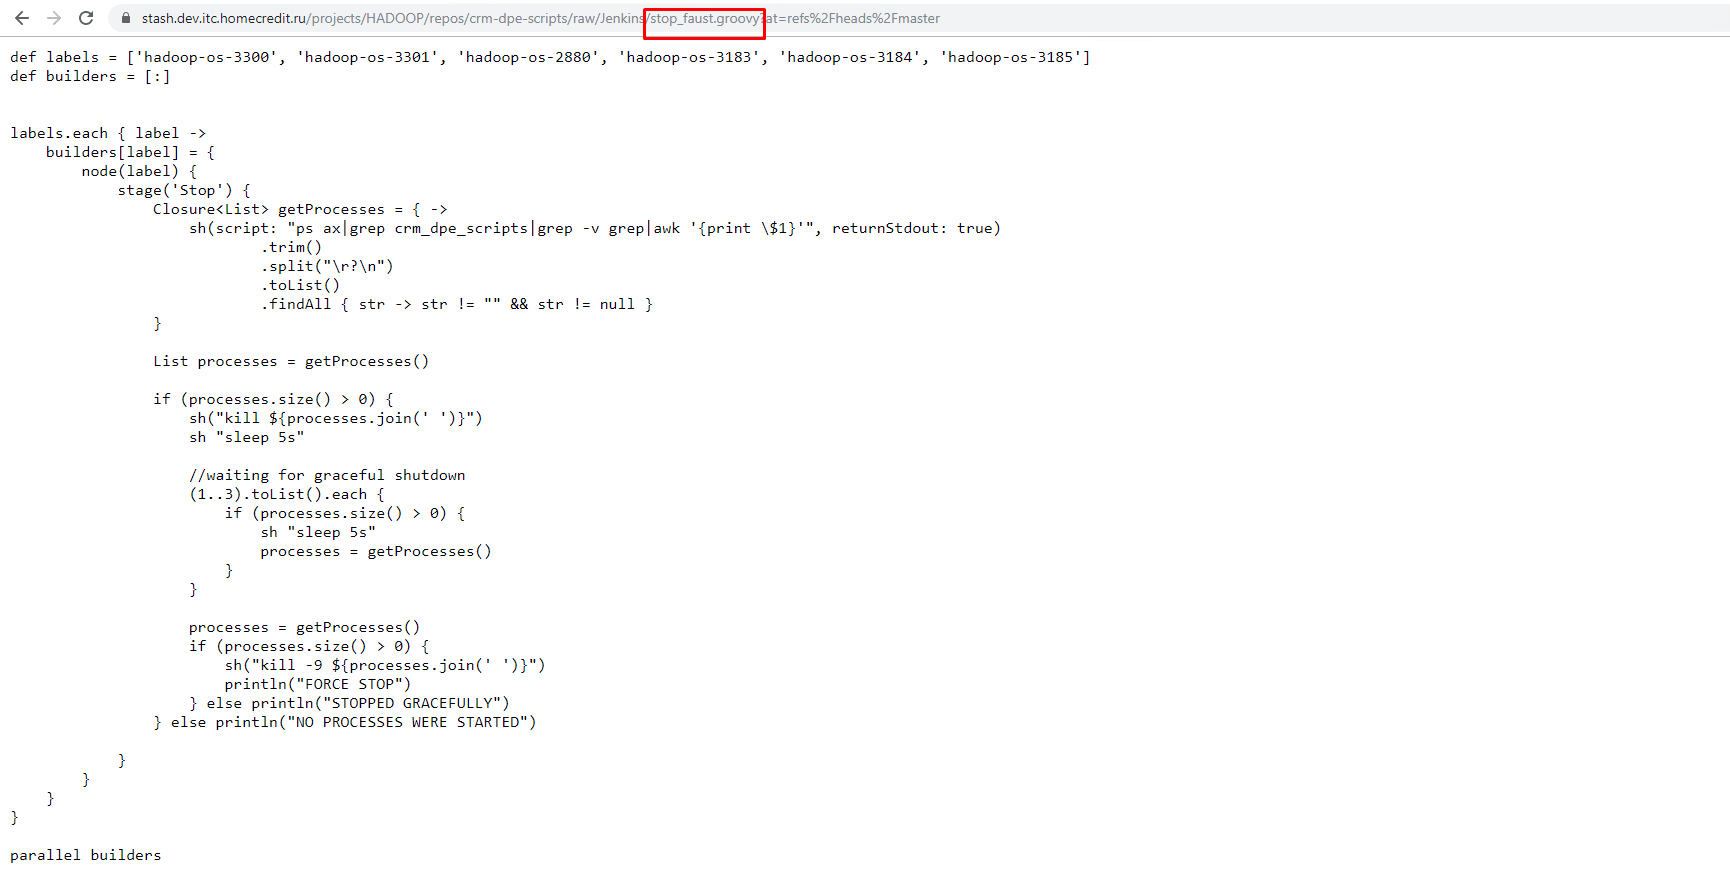 stash.dev.itc.homecredit.ru/projects/HADOOP/repos/crm-dpe-scripts/raw/Jenkins/stop_faust.groovy?at=refs%2Fheads%2Fmaster
def labels = ['hadoop-os-3300', 'hadoop-os-3301', 'hadoop-os-2880', 'hadoop-os-3183', 'hadoop-os-3184', 'hadoop-os-3185']
def builders = [:]
labels.each { label ->
    builders[label] = {
        node(label) {
            stage('Stop') {
                Closure<List> getProcesses = { ->
                    sh(script: "ps ax|grep crm_dpe_scripts|grep -v grep|awk '{print \$1}'", returnStdout: true)
                            .trim()
                            .split("\r?\n")
                            .toList()
                            .findAll { str -> str != "" && str != null }
                }
                List processes = getProcesses()
                if (processes.size() > 0) {
                    sh("kill ${processes.join(' ')}")
                    sh "sleep 5s"
                    //waiting for graceful shutdown
                    (1..3).toList().each {
                        if (processes.size() > 0) {
                            sh "sleep 5s"
                            processes = getProcesses()
                        }
                    }
                    processes = getProcesses()
                    if (processes.size() > 0) {
                        sh("kill -9 ${processes.join(' ')}")
                        println("FORCE STOP")
                    } else println("STOPPED GRACEFULLY")
                } else println("NO PROCESSES WERE STARTED")
            }
        }
    }
}
parallel builders